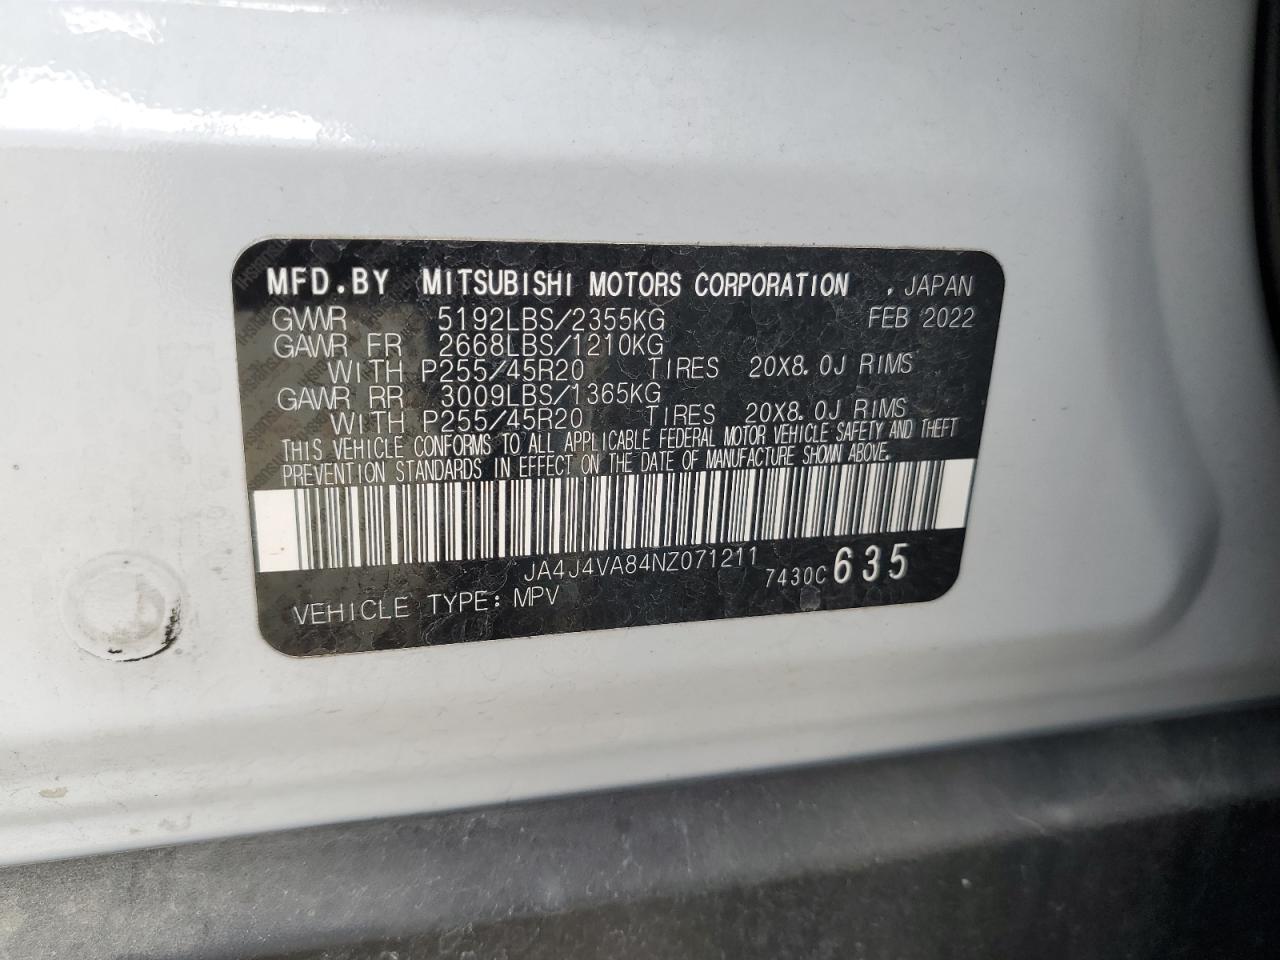 MFD.BY MITSUBISHI MOTORS CORPORATION , JAPAN
GVWR 5192LBS/2355KG FEB 2022
GAWR FR 2668LBS/1210KG
WITH P255/45R20 TIRES 20X8.0J RIMS
GAWR RR 3009LBS/1365KG
WITH P255/45R20 TIRES 20X8.0J RIMS
THIS VEHICLE CONFORMS TO ALL APPLICABLE FEDERAL MOTOR VEHICLE SAFETY AND THEFT
PREVENTION STANDARDS IN EFFECT ON THE DATE OF MANUFACTURE SHOWN ABOVE.
JA4J4VA84NZ071211 7430C 635
VEHICLE TYPE: MPV